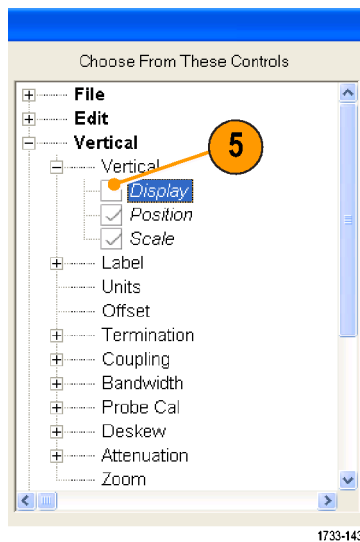 Choose From These Controls
File
Edit
Vertical
5
Vertical
Display
Position
Scale
Label
Units
Offset
Termination
Coupling
Bandwidth
Probe Cal
Deskew
Attenuation
Zoom
1733-143